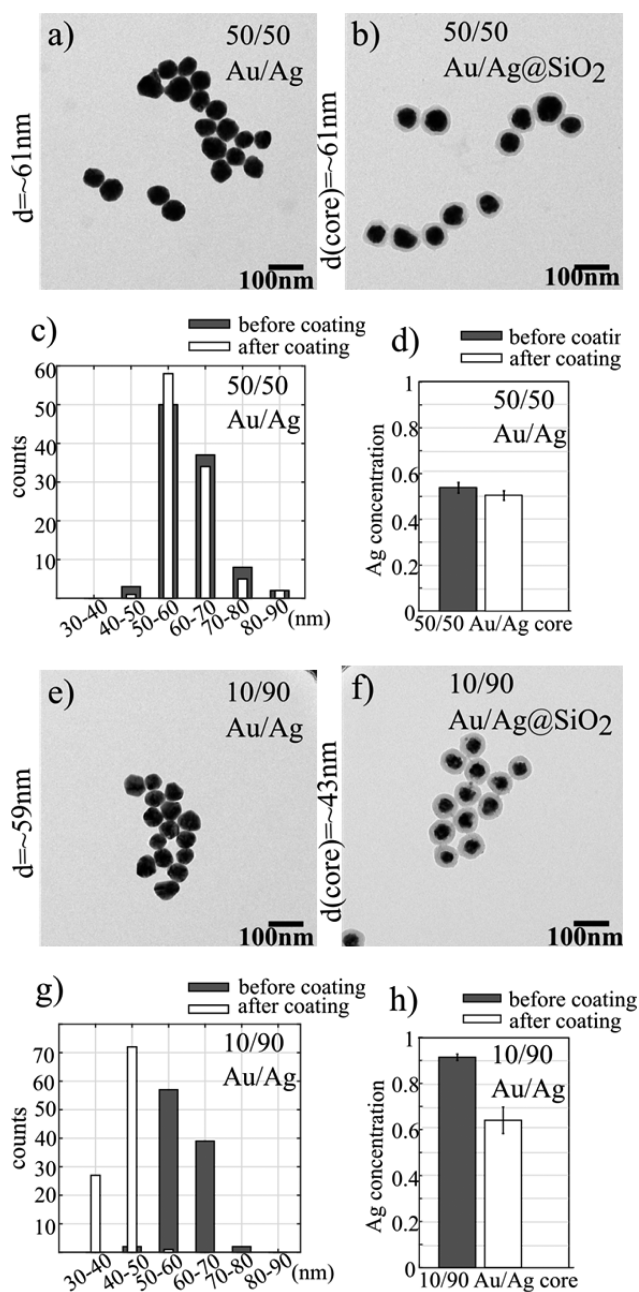 a)
50/50
Au/Ag
d=~61nm
100nm
b)
50/50
Au/Ag@SiO2
d(core)=~61nm
100nm
c)
before coating
after coating
50/50
Au/Ag
counts
60
50
40
30
20
10
30-40
40-50
50-60
60-70
70-80
80-90
(nm)
d)
before coatin
after coating
50/50
Au/Ag
Ag concentration
1
0.8
0.6
0.4
0.2
0
50/50 Au/Ag core
e)
10/90
Au/Ag
d=~59nm
100nm
f)
10/90
Au/Ag@SiO2
d(core)=~43nm
100nm
g)
before coating
after coating
10/90
Au/Ag
counts
70
60
50
40
30
20
10
30-40
40-50
50-60
60-70
70-80
80-90
(nm)
h)
before coating
after coating
10/90
Au/Ag
Ag concentration
1
0.8
0.6
0.4
0.2
0
10/90 Au/Ag core